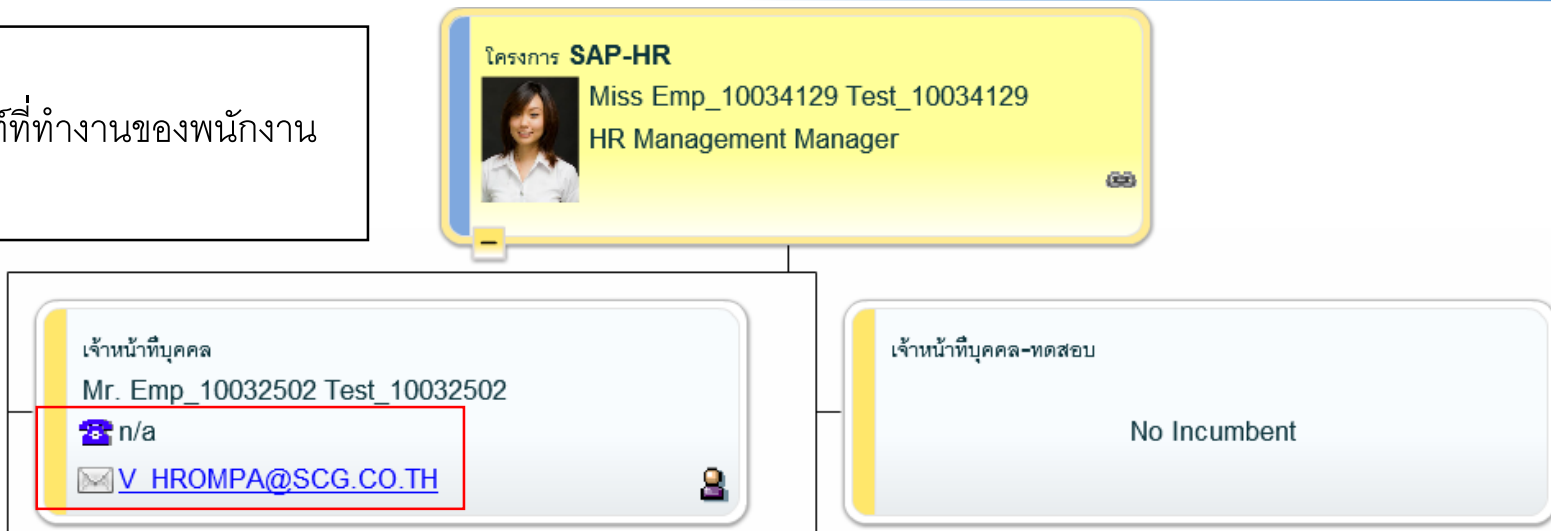 ที่ทำงานของพนักงาน
โครงการ SAP-HR
Miss Emp_10034129 Test_10034129
HR Management Manager
เจ้าหน้าที่บุคคล
Mr. Emp_10032502 Test_10032502
n/a
V_HROMPA@SCG.CO.TH
เจ้าหน้าที่บุคคล-ทดสอบ
No Incumbent